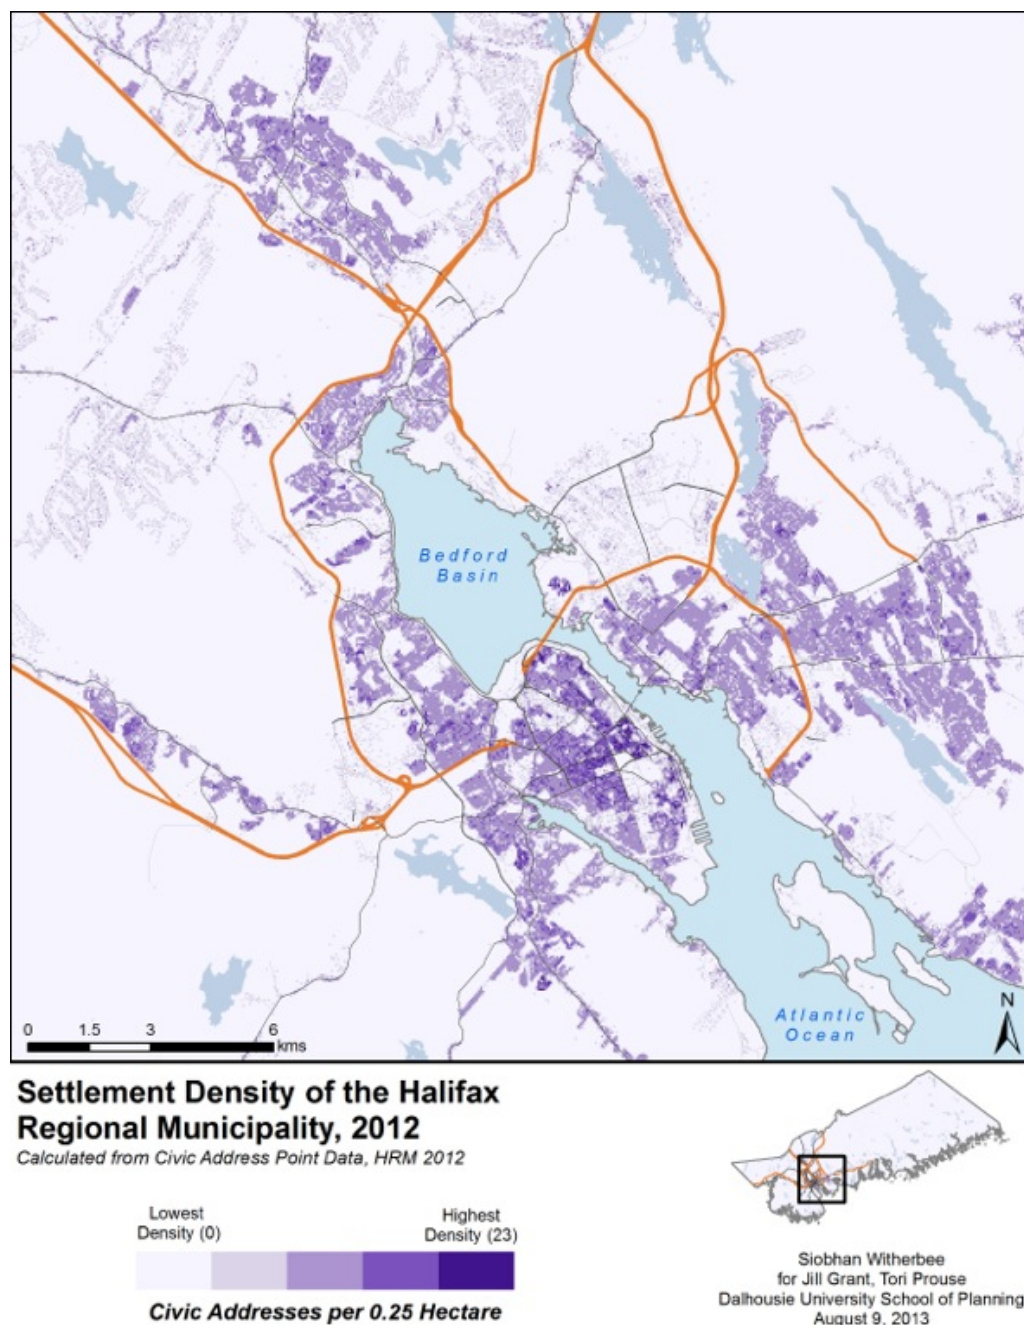 Bedford
Basin
Atlantic
Ocean
N
0 1.5 3 6
kms
Settlement Density of the Halifax
Regional Municipality, 2012
Calculated from Civic Address Point Data, HRM 2012
Lowest
Density (0)
Highest
Density (23)
Civic Addresses per 0.25 Hectare
Siobhan Witherbee
for Jill Grant, Tori Prouse
Dalhousie University School of Planning
August 9, 2013